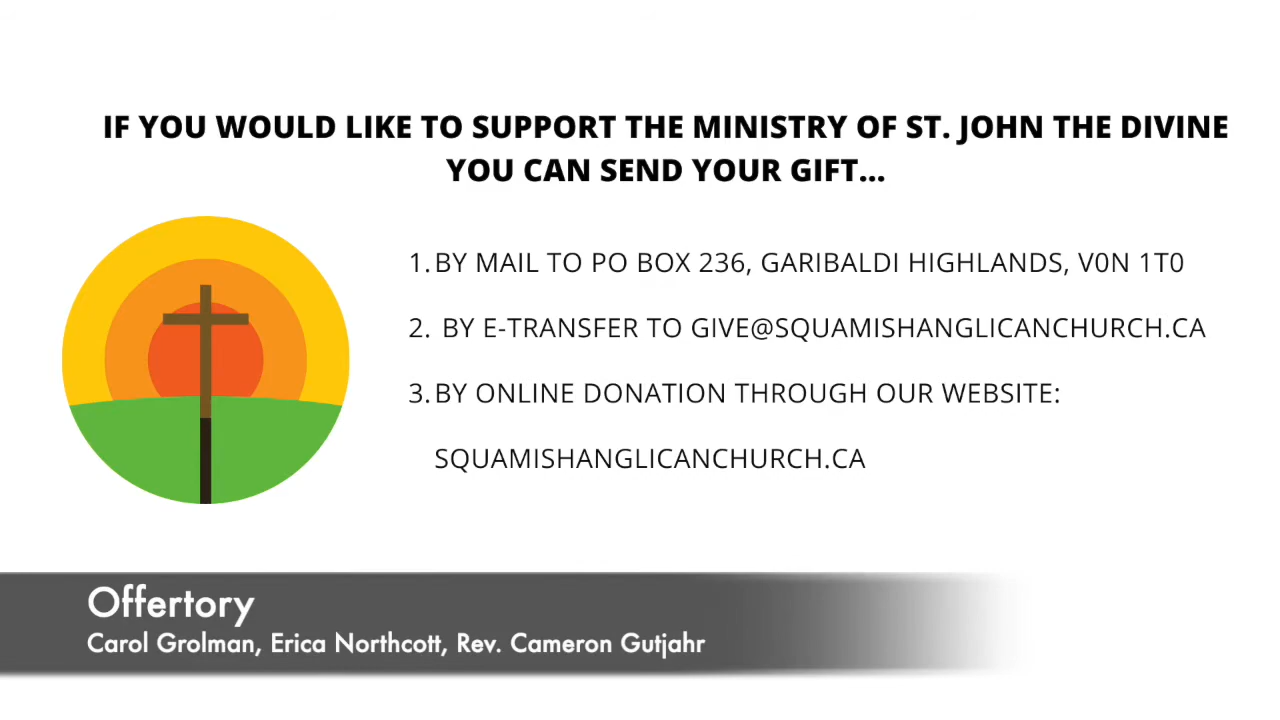 IF YOU WOULD LIKE TO SUPPORT THE MINISTRY OF ST. JOHN THE DIVINE
YOU CAN SEND YOUR GIFT...
1. BY MAIL TO PO BOX 236, GARIBALDI HIGHLANDS, V0N 1T0
2. BY E-TRANSFER TO GIVE@SQUAMISHANGLICANCHURCH.CA
3. BY ONLINE DONATION THROUGH OUR WEBSITE:
SQUAMISHANGLICANCHURCH.CA
Offertory
Carol Grolman, Erica Northcott, Rev. Cameron Gutjahr